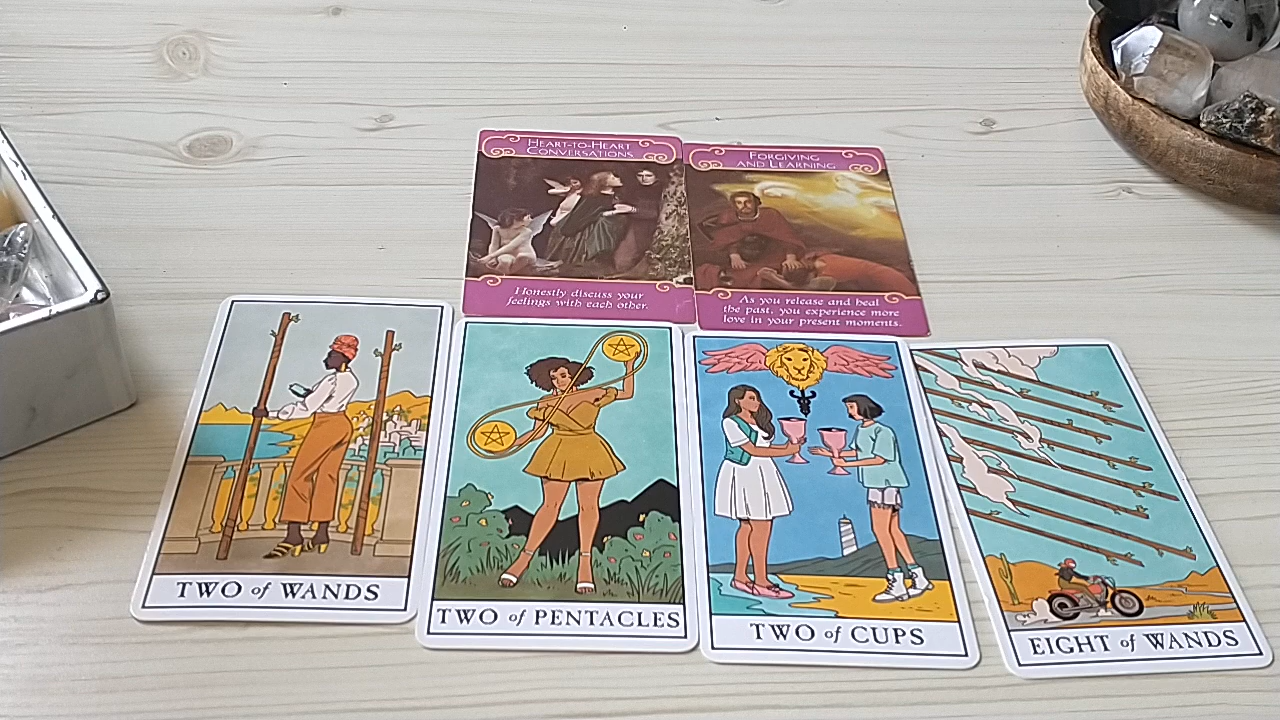 HEART-TO-HEART
CONVERSATIONS
Honestly discuss your
feelings with each other.
FORGIVING
AND LEARNING
As you release and heal
the past, you experience more
love in your present moments.
TWO of WANDS
TWO of PENTACLES
TWO of CUPS
EIGHT of WANDS